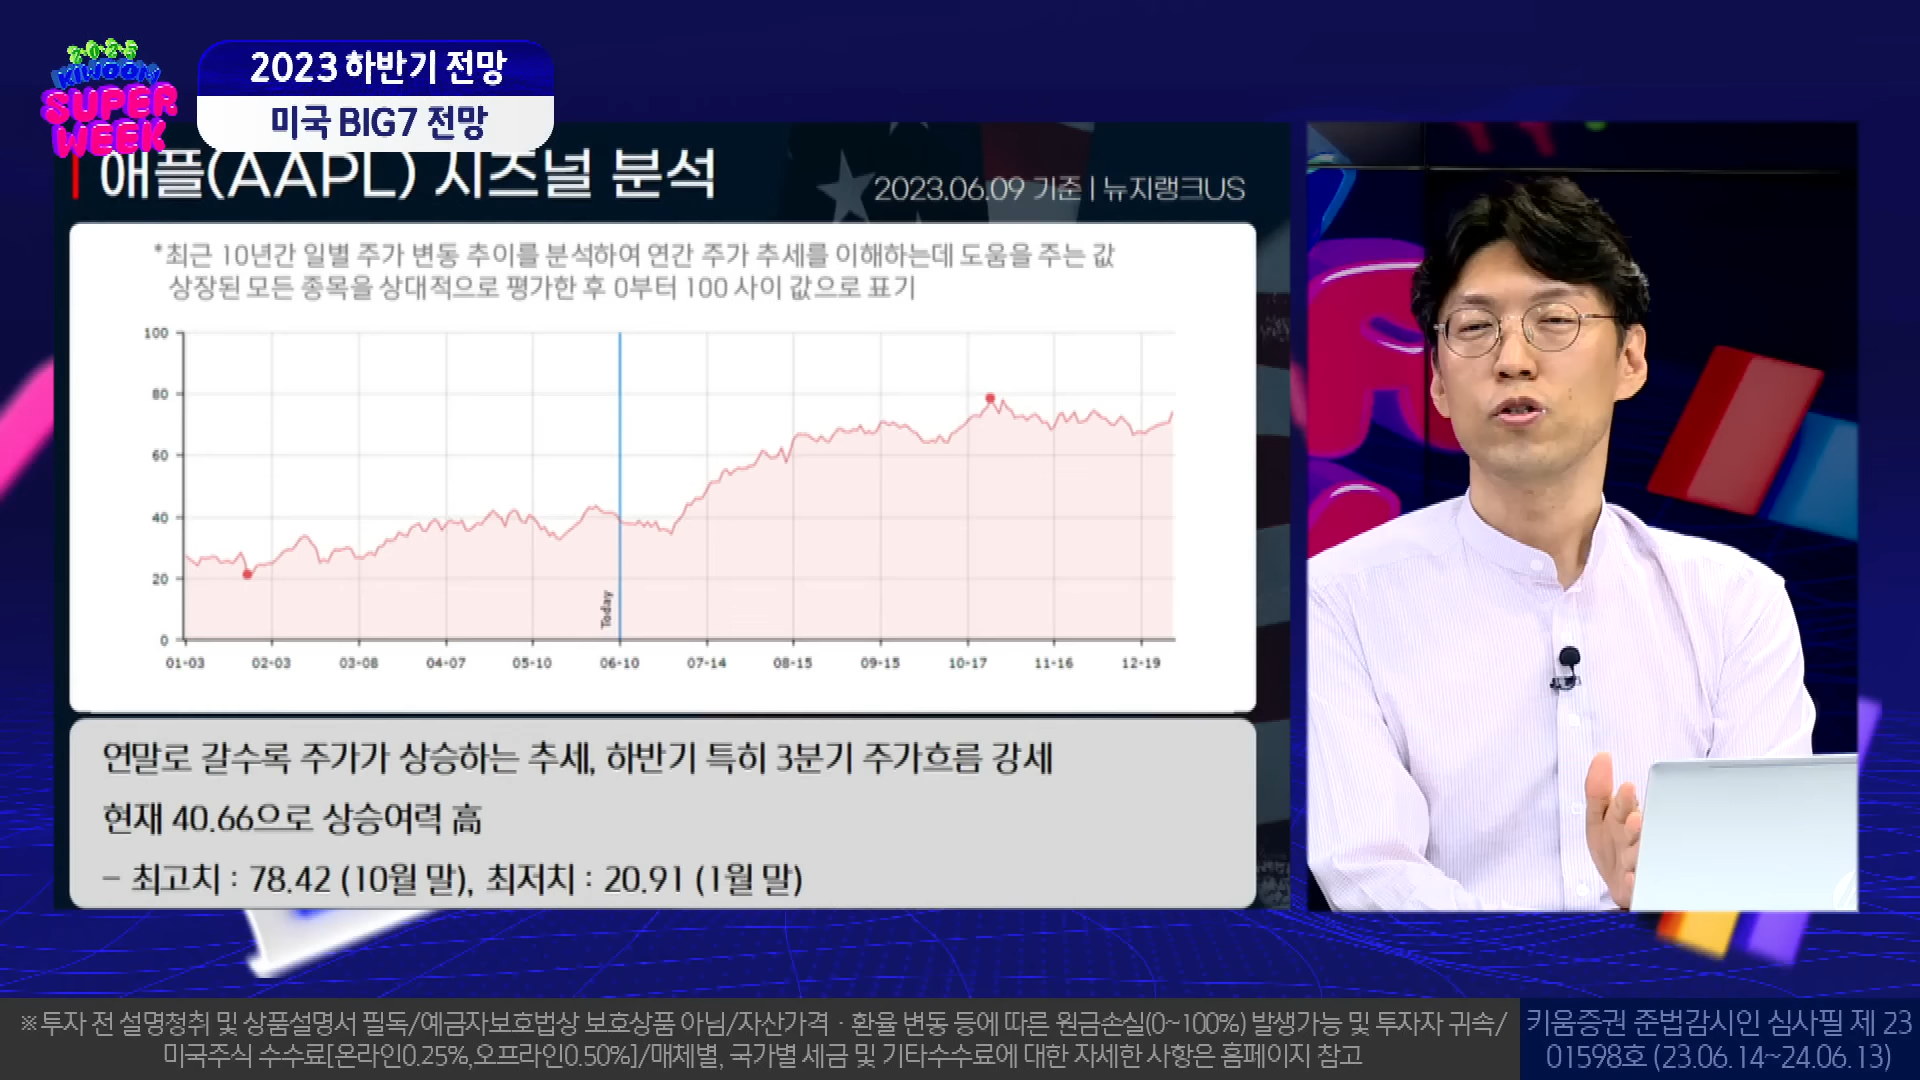 2023
KIWOOM
SUPER
WEEK
2023 하반기 전망
미국 BIG7 전망
애플(AAPL) 시즈널 분석
2023.06.09 기준 | 뉴지랭크US
*최근 10년간 일별 주가 변동 추이를 분석하여 연간 주가 추세를 이해하는데 도움을 주는 값
상장된 모든 종목을 상대적으로 평가한 후 0부터 100 사이 값으로 표기
100
80
60
40
20
0
Today
01-03 02-03 03-08 04-07 05-10 06-10 07-14 08-15 09-15 10-17 11-16 12-19
연말로 갈수록 주가가 상승하는 추세, 하반기 특히 3분기 주가흐름 강세
현재 40.66으로 상승여력 高
- 최고치 : 78.42 (10월 말), 최저치 : 20.91 (1월 말)
※투자 전 설명청취 및 상품설명서 필독/예금자보호법상 보호상품 아님/자산가격 · 환율 변동 등에 따른 원금손실(0~100%) 발생가능 및 투자자 귀속/
미국주식 수수료[온라인0.25%,오프라인0.50%]/매체별, 국가별 세금 및 기타수수료에 대한 자세한 사항은 홈페이지 참고
키움증권 준법감시인 심사필 제 23
01598호 (23.06.14~24.06.13)